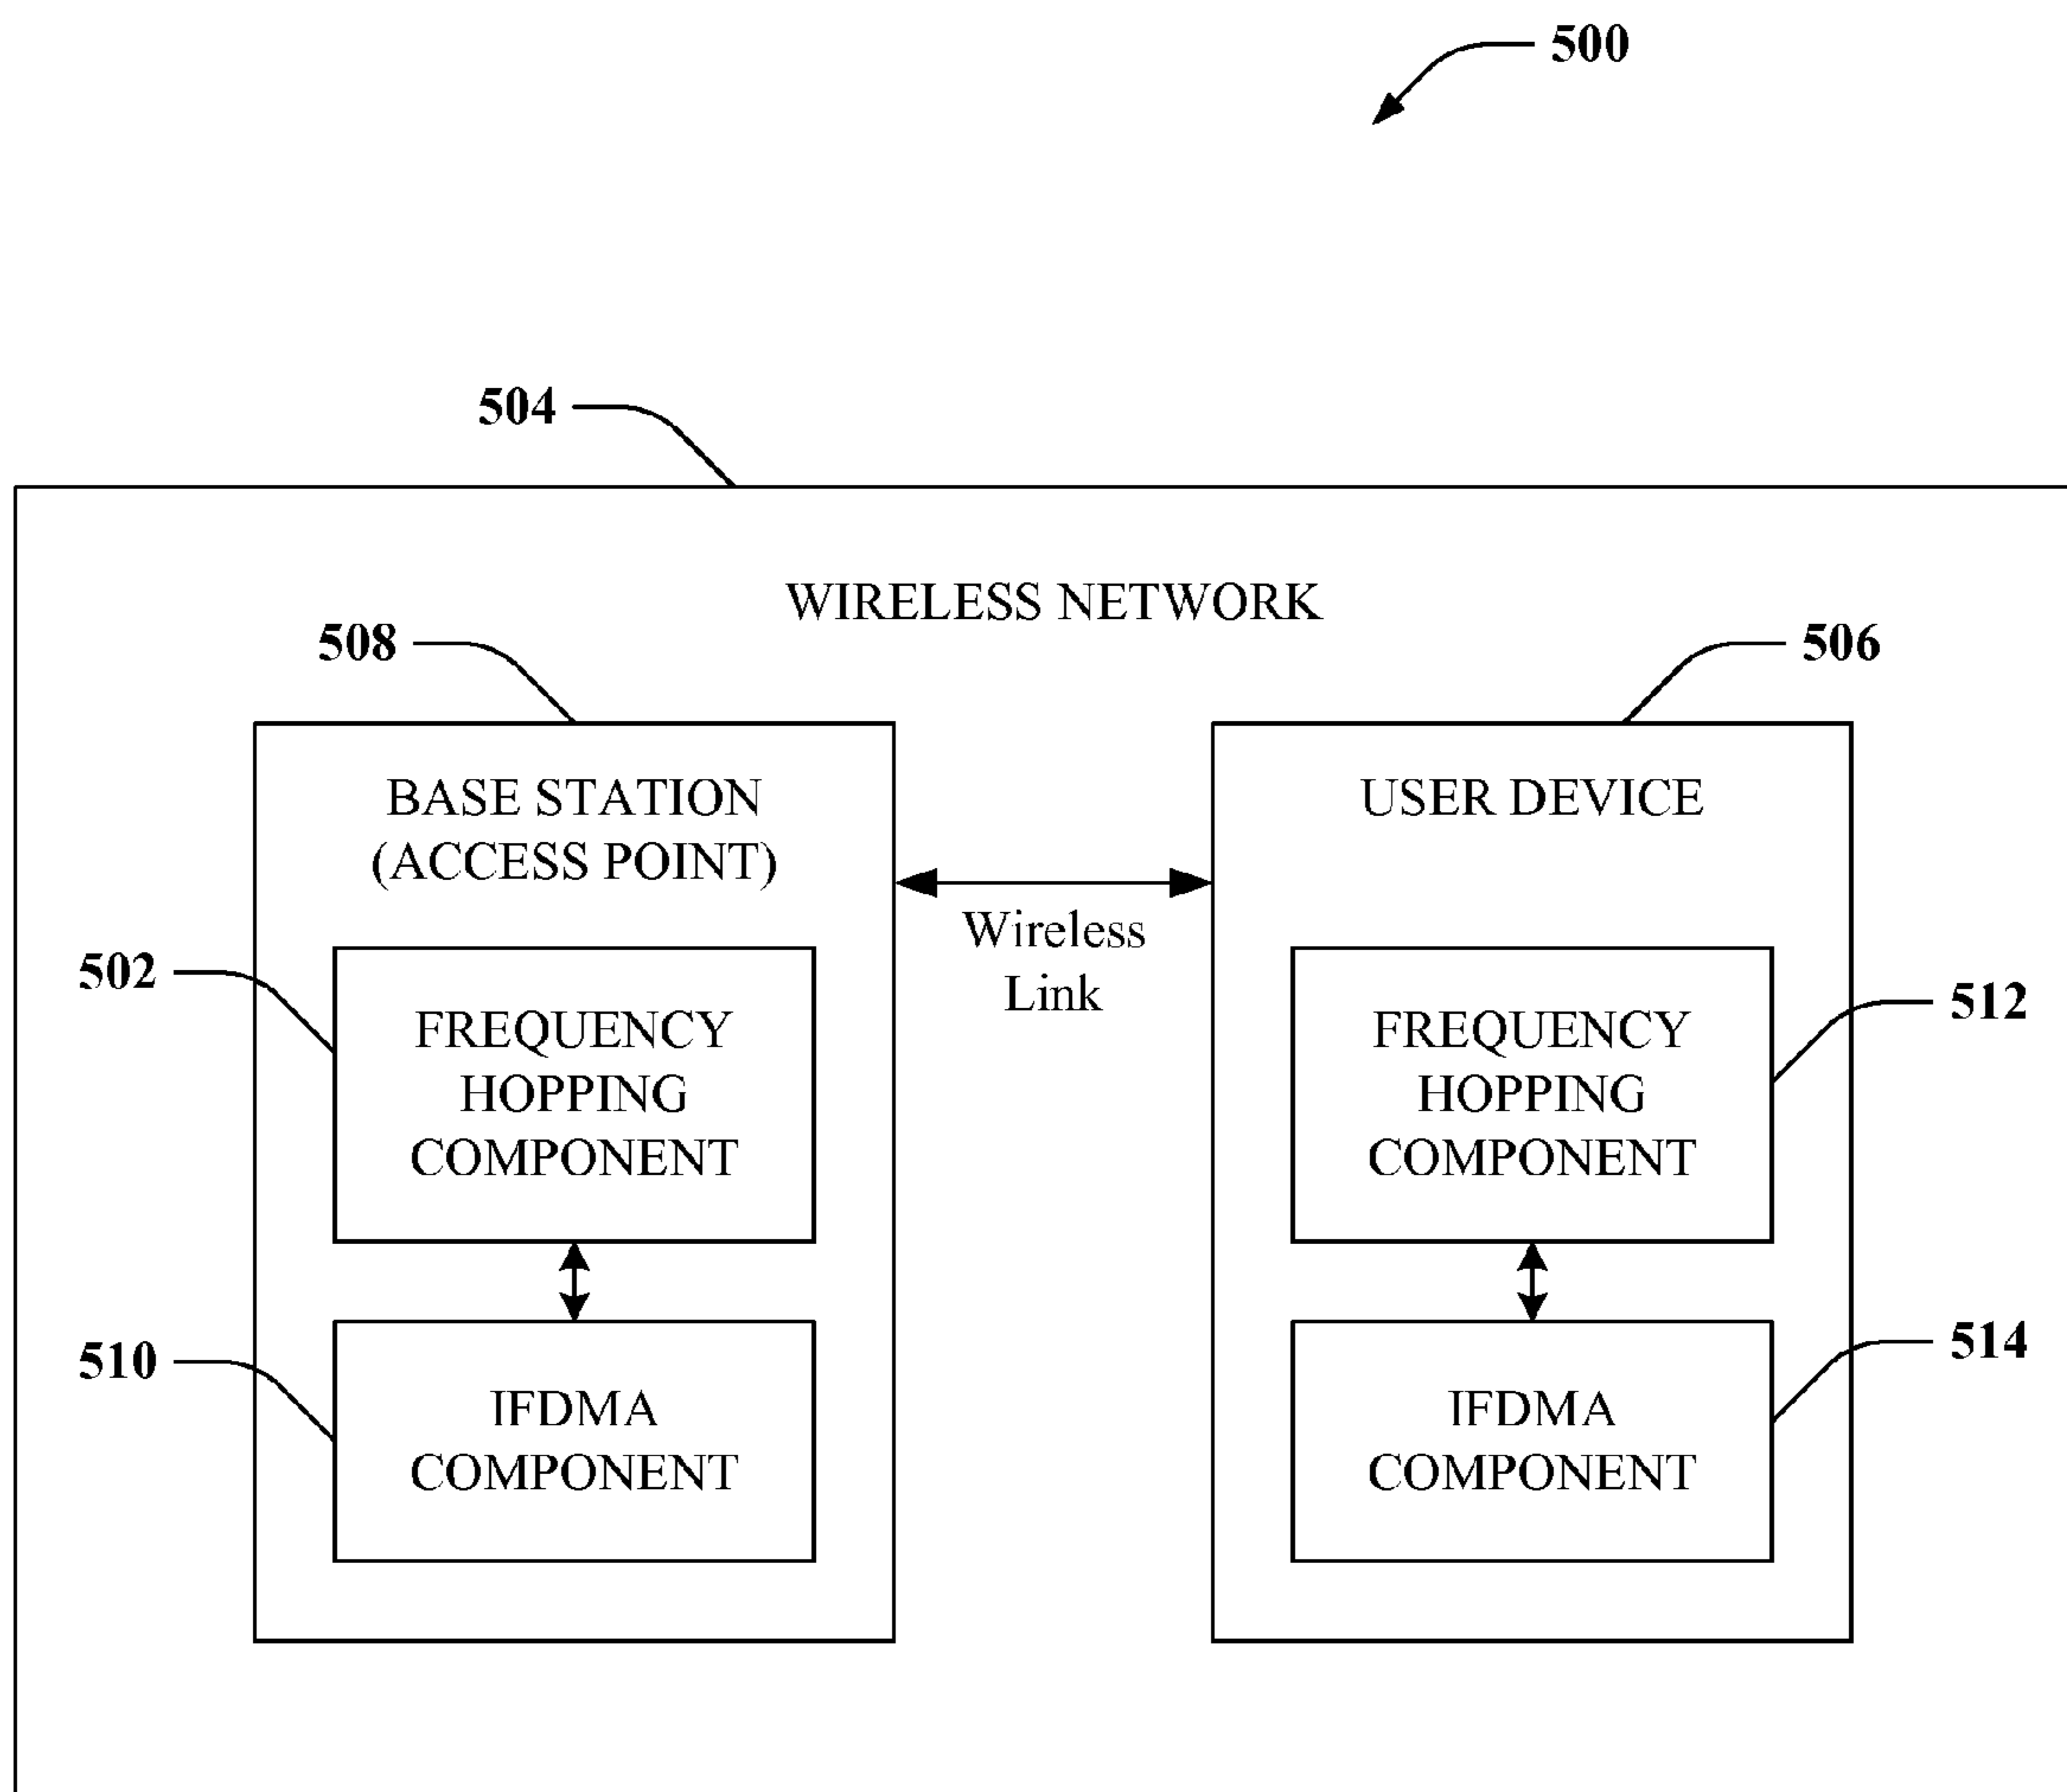 500
504
WIRELESS NETWORK
508
506
BASE STATION
(ACCESS POINT)
USER DEVICE
Wireless
Link
502
FREQUENCY
HOPPING
COMPONENT
512
FREQUENCY
HOPPING
COMPONENT
510
IFDMA
COMPONENT
514
IFDMA
COMPONENT